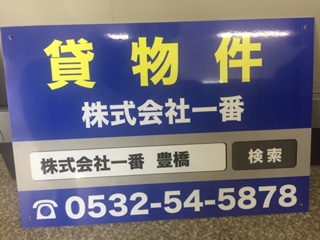 貸物件
株式会社一番
株式会社一番 豊橋 検索
☎0532-54-5878